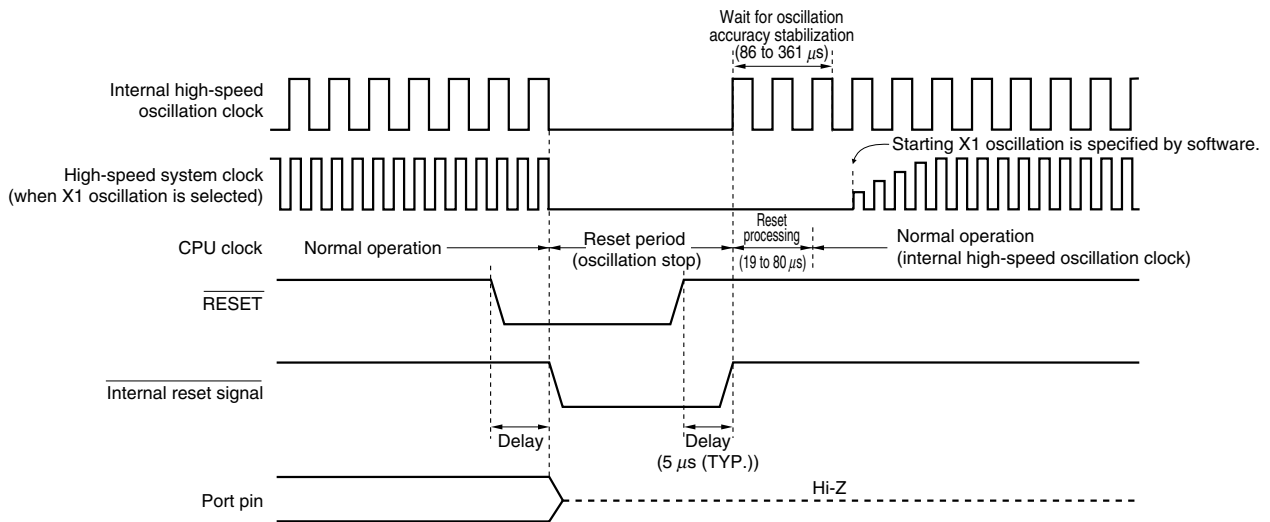 Wait for oscillation
accuracy stabilization
(86 to 361 μs)
Internal high-speed
oscillation clock
Starting X1 oscillation is specified by software.
High-speed system clock
(when X1 oscillation is selected)
CPU clock
Normal operation
Reset period
(oscillation stop)
Reset
processing
(19 to 80 μs)
Normal operation
(internal high-speed oscillation clock)
RESET
Internal reset signal
Delay
Delay
(5 μs (TYP.))
Port pin
Hi-Z